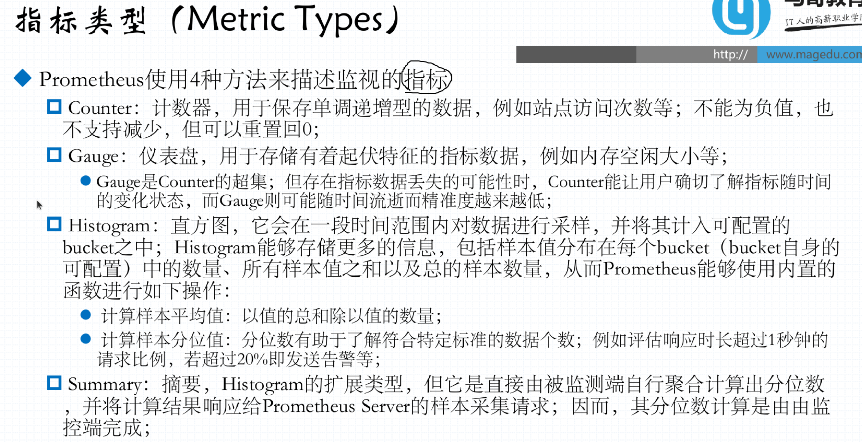 指标类型（Metric Types）
马哥教育
IT人的高薪职业学院
http://
www.magedu.com
Prometheus使用4种方法来描述监视的指标
Counter：计数器，用于保存单调递增型的数据，例如站点访问次数等；不能为负值，也
不支持减少，但可以重置回0；
Gauge：仪表盘，用于存储有着起伏特征的指标数据，例如内存空闲大小等；
Gauge是Counter的超集；但存在指标数据丢失的可能性时，Counter能让用户确切了解指标随时间
的变化状态，而Gauge则可能随时间流逝而精准度越来越低；
Histogram：直方图，它会在一段时间范围内对数据进行采样，并将其计入可配置的
bucket之中；Histogram能够存储更多的信息，包括样本值分布在每个bucket（bucket自身的
可配置）中的数量、所有样本值之和以及总的样本数量，从而Prometheus能够使用内置的
函数进行如下操作：
计算样本平均值：以值的总和除以值的数量；
计算样本分位值：分位数有助于了解符合特定标准的数据个数；例如评估响应时长超过1秒钟的
请求比例，若超过20%即发送告警等；
Summary：摘要，Histogram的扩展类型，但它是直接由被监测端自行聚合计算出分位数
，并将计算结果响应给Prometheus Server的样本采集请求；因而，其分位数计算是由由监
控端完成；